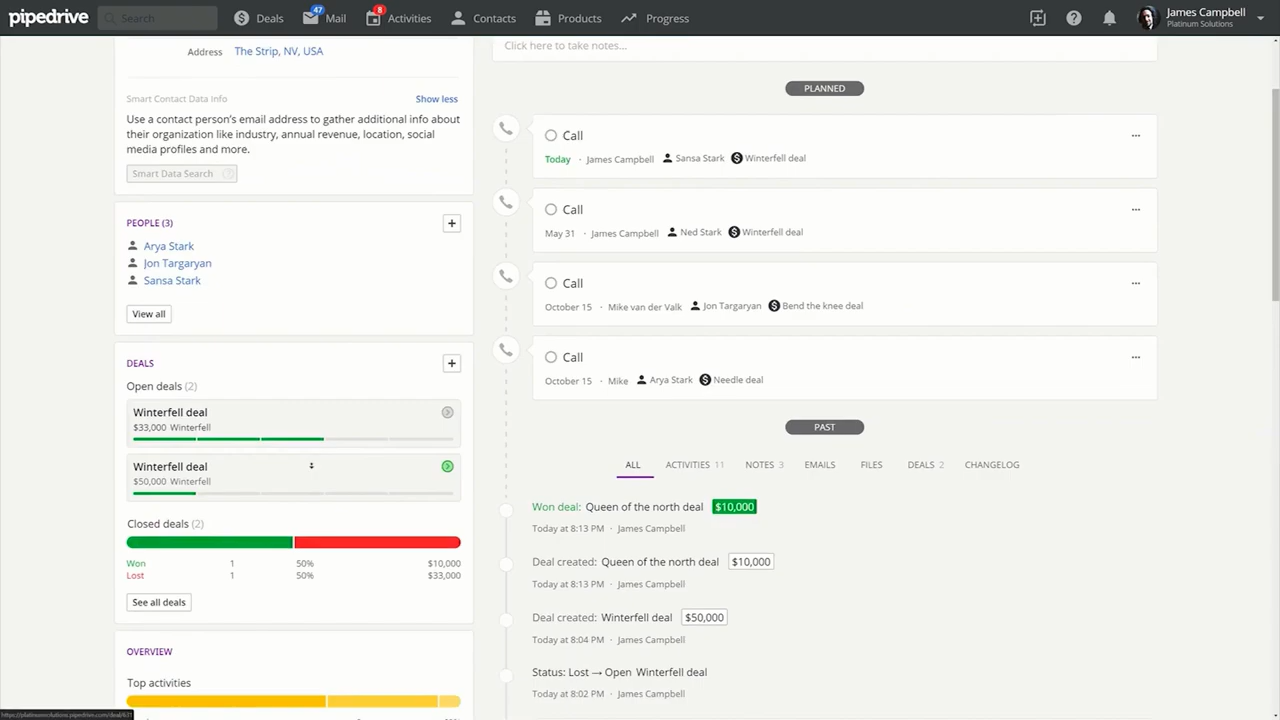 pipedrive Search Deals 47 Mail 8 Activities Contacts Products Progress James Campbell
Platinum Solutions
Address The Strip, NV, USA
Smart Contact Data Info Show less
Use a contact person's email address to gather additional info about
their organization like industry, annual revenue, location, social
media profiles and more.
Smart Data Search
PEOPLE (3) +
Arya Stark
Jon Targaryan
Sansa Stark
View all
DEALS +
Open deals (2)
Winterfell deal
$33,000 Winterfell
Winterfell deal
$50,000 Winterfell
Closed deals (2)
Won 1 50% $10,000
Lost 1 50% $33,000
See all deals
OVERVIEW
Top activities
Click here to take notes...
PLANNED
Call ...
Today · James Campbell Sansa Stark Winterfell deal
Call ...
May 31 · James Campbell Ned Stark Winterfell deal
Call ...
October 15 · Mike van der Valk Jon Targaryan Bend the knee deal
Call ...
October 15 · Mike Arya Stark Needle deal
PAST
ALL ACTIVITIES 11 NOTES 3 EMAILS FILES DEALS 2 CHANGELOG
Won deal: Queen of the north deal $10,000
Today at 8:13 PM · James Campbell
Deal created: Queen of the north deal $10,000
Today at 8:13 PM · James Campbell
Deal created: Winterfell deal $50,000
Today at 8:04 PM · James Campbell
Status: Lost → Open Winterfell deal
Today at 8:02 PM · James Campbell